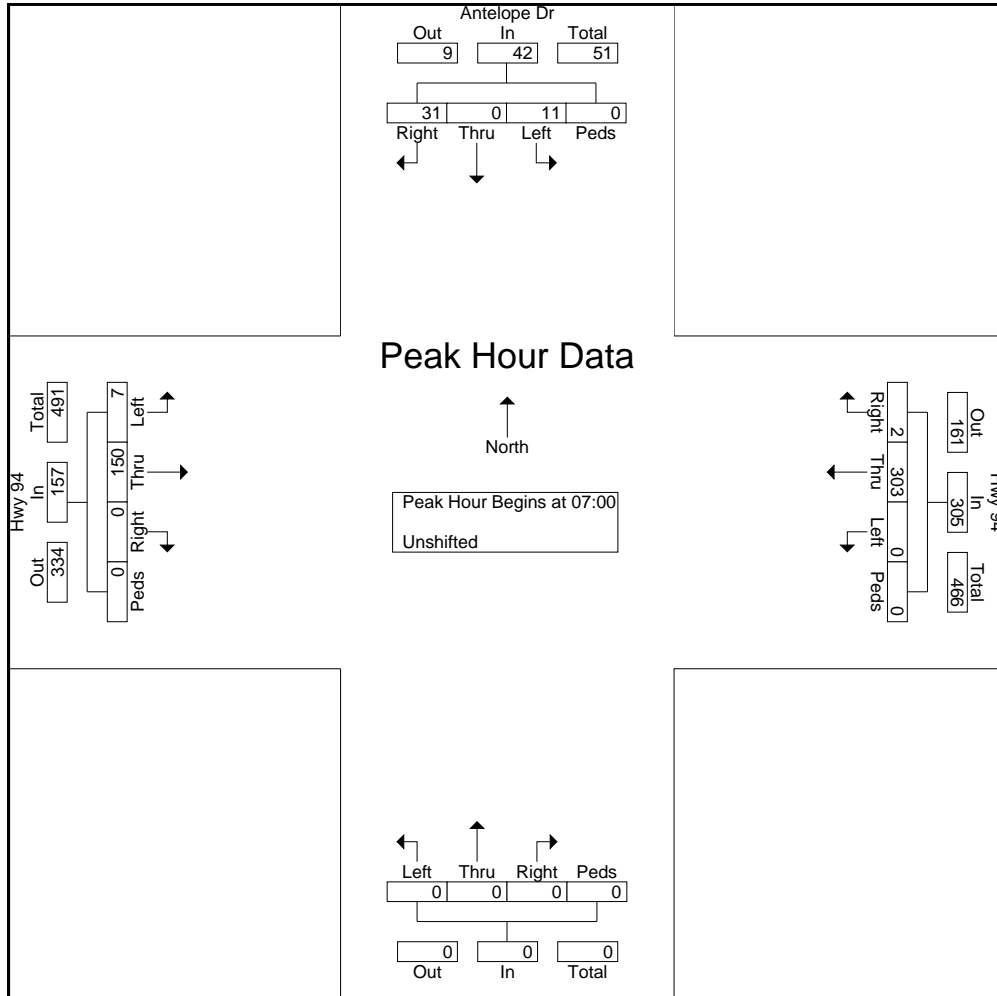 Antelope Dr
Out In Total
9 42 51
31 0 11 0
Right Thru Left Peds
Peak Hour Data
North
Peak Hour Begins at 07:00
Unshifted
Hwy 94
Total In Out
491 157 334
7 150 0 0
Left Thru Right Peds
Hwy 94
Out In Total
161 305 466
2 303 0 0
Right Thru Left Peds
Left Thru Right Peds
0 0 0 0
0 0 0
Out In Total